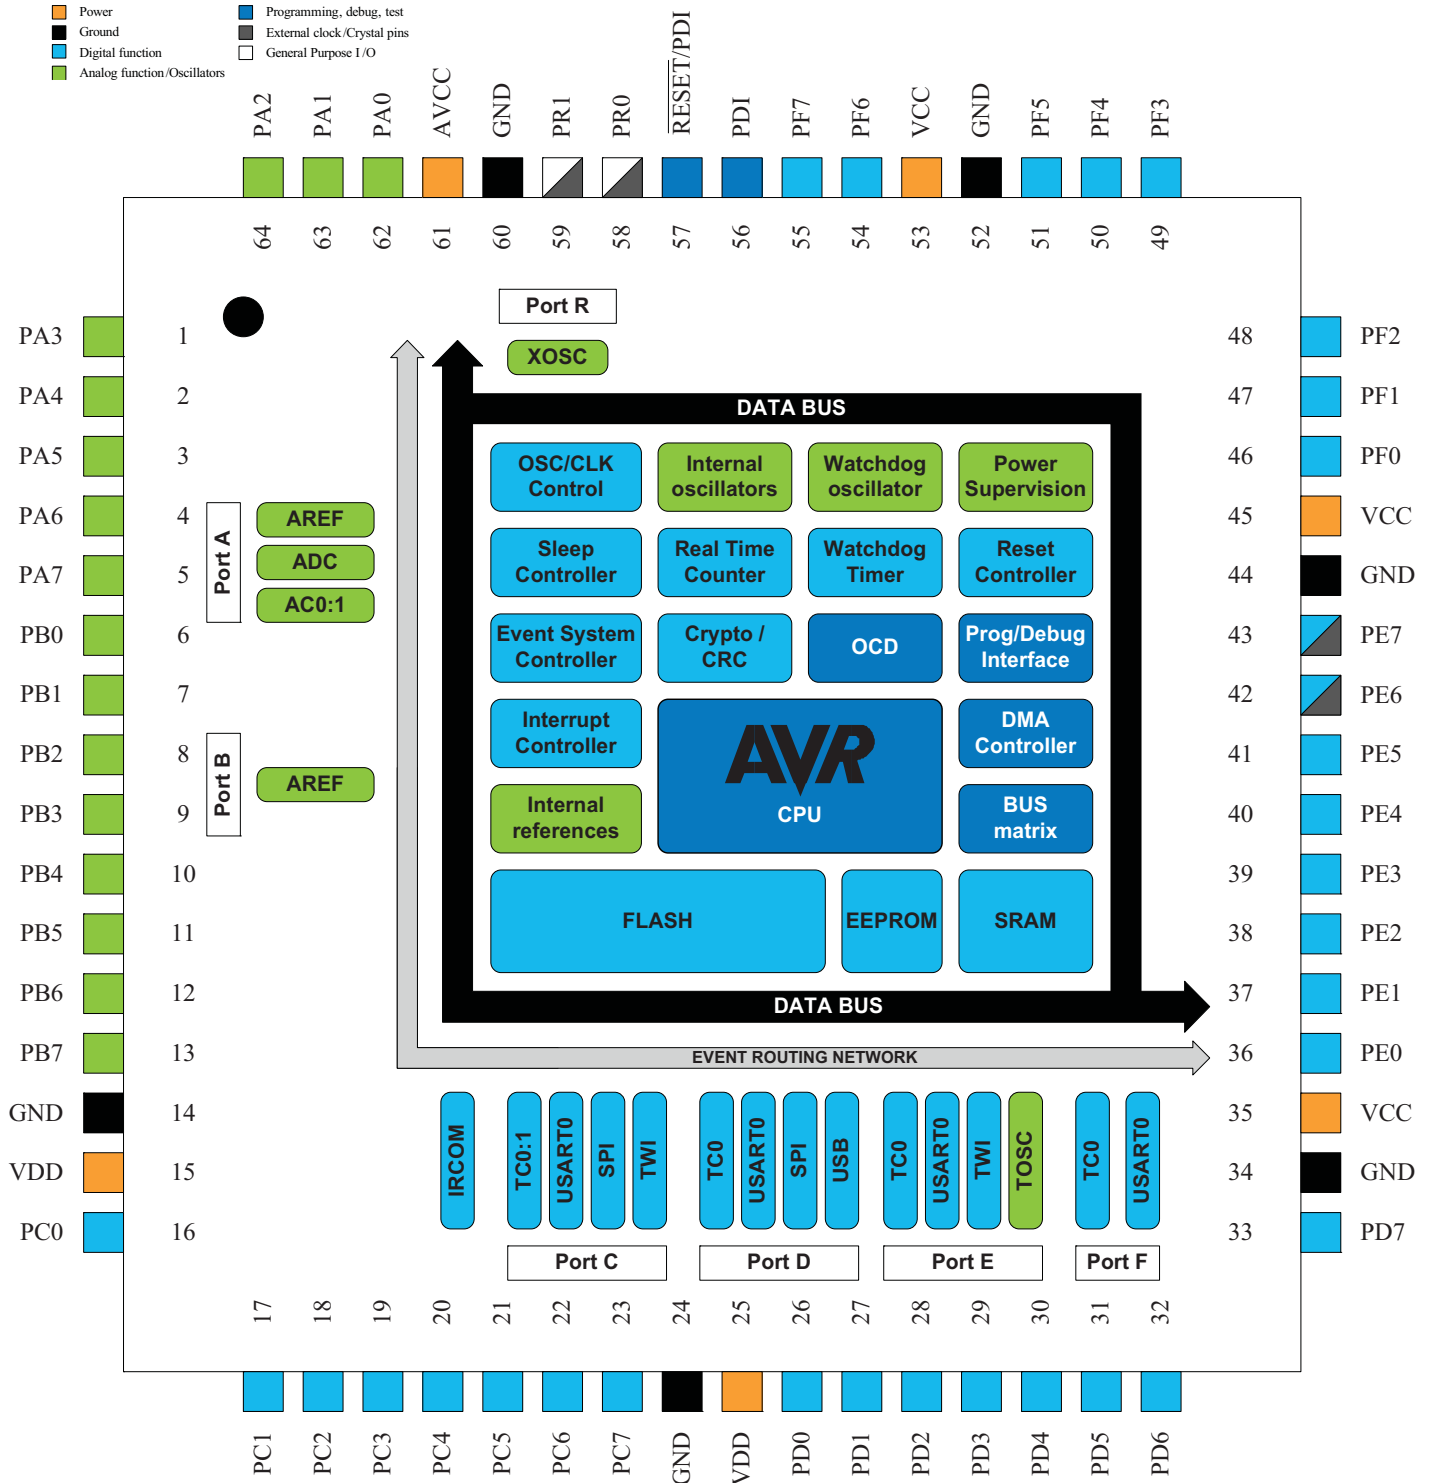 Power
Ground
Digital function
Analog function/Oscillators
Programming, debug, test
External clock/Crystal pins
General Purpose I/O
PA2
PA1
PA0
AVCC
GND
PR1
PR0
RESET/PDI
PDI
PF7
PF6
VCC
GND
PF5
PF4
PF3
64
63
62
61
60
59
58
57
56
55
54
53
52
51
50
49
PA3 1
PA4 2
PA5 3
PA6 4
PA7 5
PB0 6
PB1 7
PB2 8
PB3 9
PB4 10
PB5 11
PB6 12
PB7 13
GND 14
VDD 15
PC0 16
Port R
XOSC
Port A
AREF
ADC
AC0:1
Port B
AREF
DATA BUS
OSC/CLK
Control
Internal
oscillators
Watchdog
oscillator
Power
Supervision
Sleep
Controller
Real Time
Counter
Watchdog
Timer
Reset
Controller
Event System
Controller
Crypto /
CRC
OCD
Prog/Debug
Interface
Interrupt
Controller
AVR
CPU
DMA
Controller
Internal
references
BUS
matrix
FLASH
EEPROM
SRAM
DATA BUS
EVENT ROUTING NETWORK
48 PF2
47 PF1
46 PF0
45 VCC
44 GND
43 PE7
42 PE6
41 PE5
40 PE4
39 PE3
38 PE2
37 PE1
36 PE0
35 VCC
34 GND
33 PD7
IRCOM
TC0:1
USART0
SPI
TWI
TC0
USART0
SPI
USB
TC0
USART0
TWI
TOSC
TC0
USART0
Port C
Port D
Port E
Port F
17
18
19
20
21
22
23
24
25
26
27
28
29
30
31
32
PC1
PC2
PC3
PC4
PC5
PC6
PC7
GND
VDD
PD0
PD1
PD2
PD3
PD4
PD5
PD6